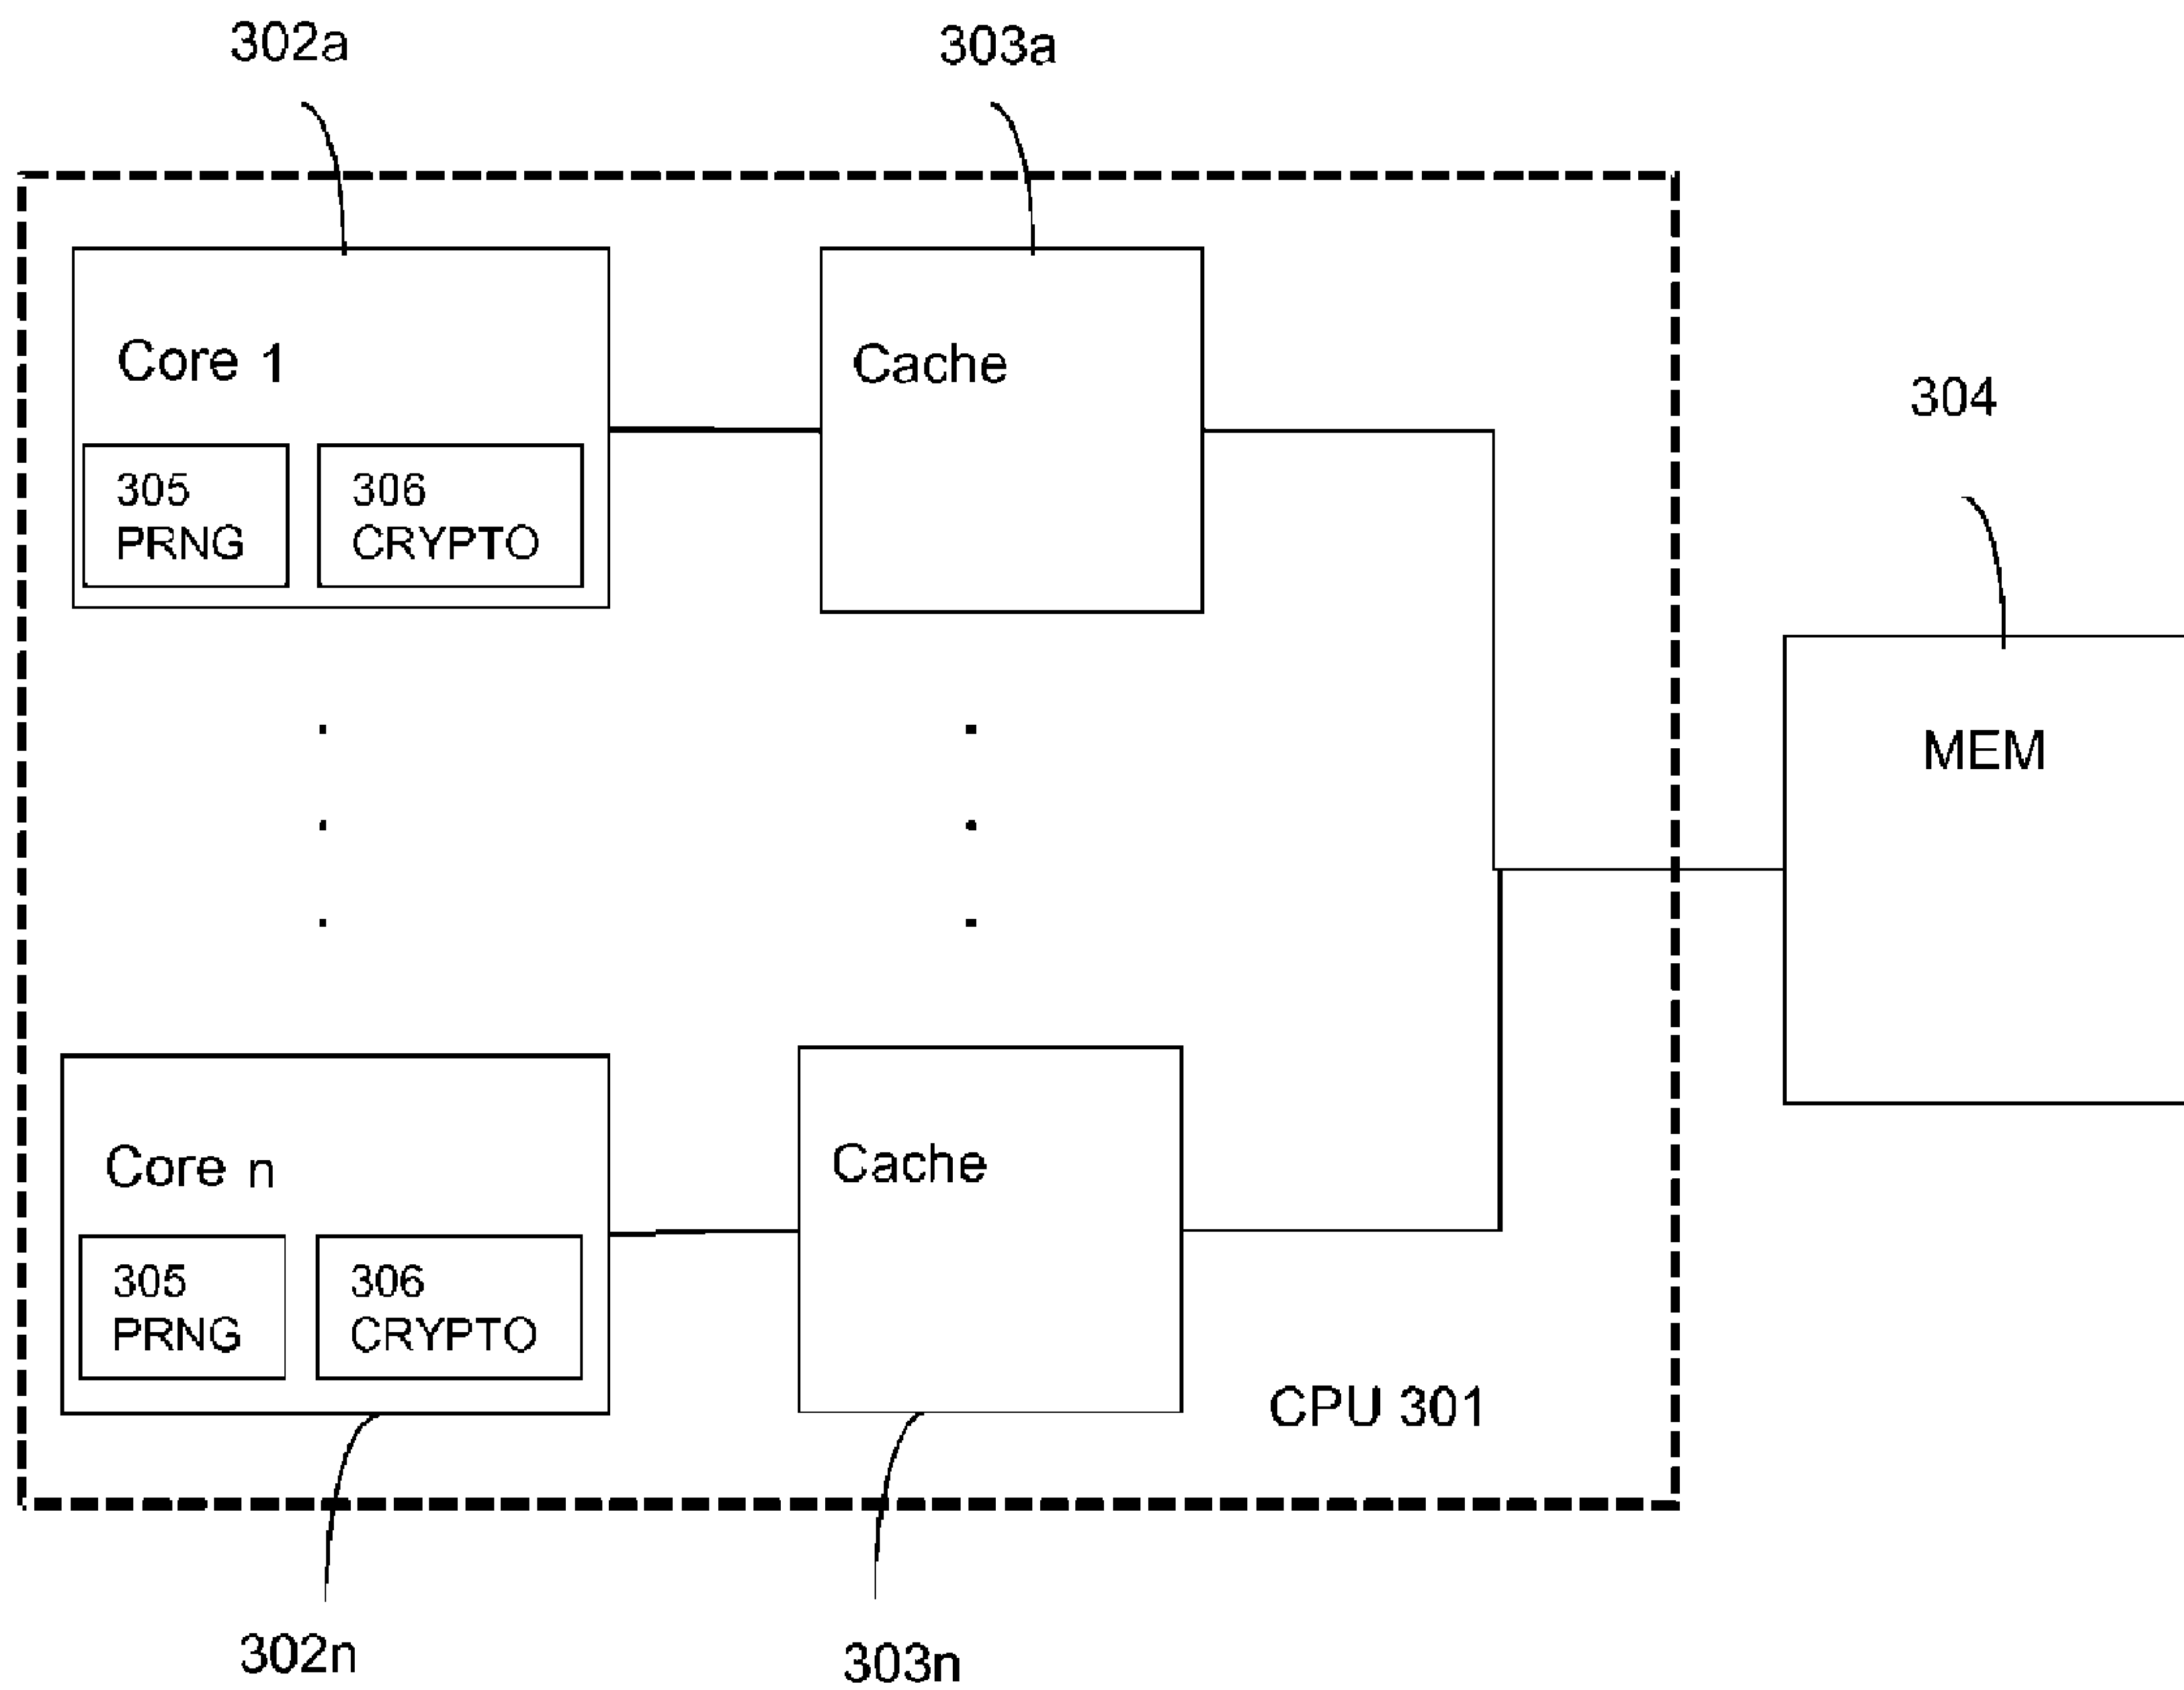 302a
303a
Core 1
Cache
304
305
PRNG
306
CRYPTO
MEM
Core n
Cache
305
PRNG
306
CRYPTO
CPU 301
302n
303n